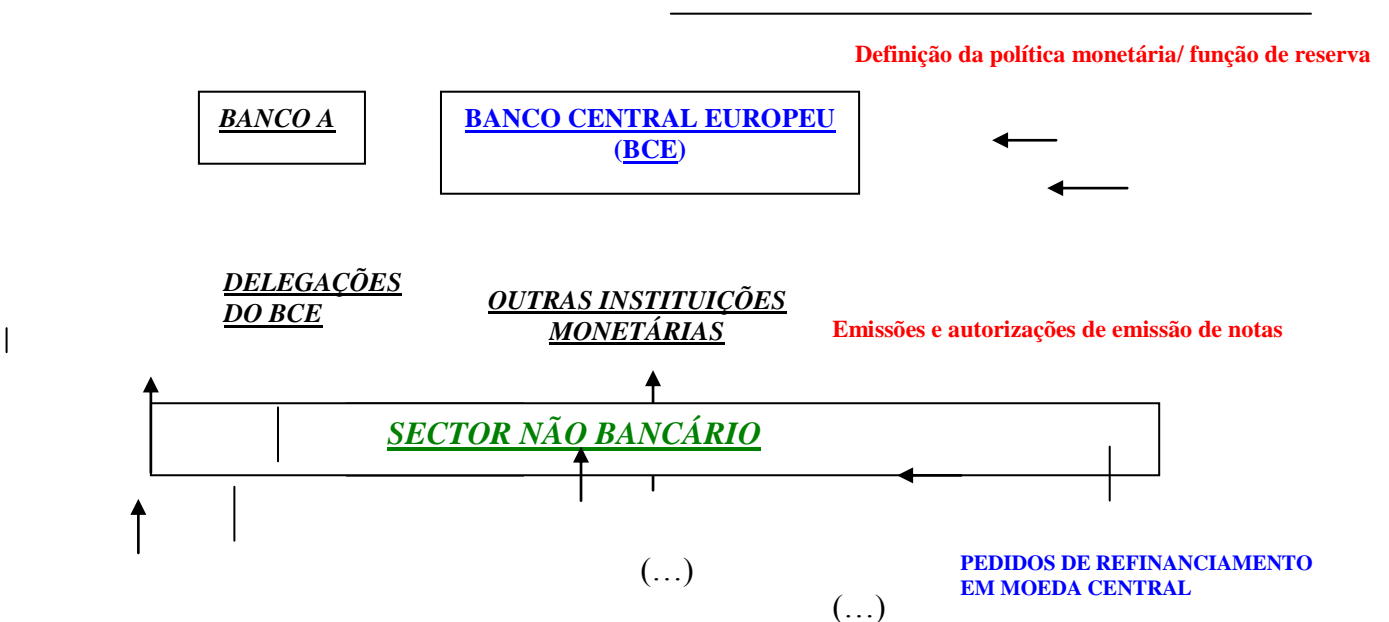 Definição da política monetária/ função de reserva
BANCO A
BANCO CENTRAL EUROPEU
(BCE)
DELEGAÇÕES
DO BCE
OUTRAS INSTITUIÇÕES
MONETÁRIAS
Emissões e autorizações de emissão de notas
SECTOR NÃO BANCÁRIO
(…)
PEDIDOS DE REFINANCIAMENTO
EM MOEDA CENTRAL
(…)